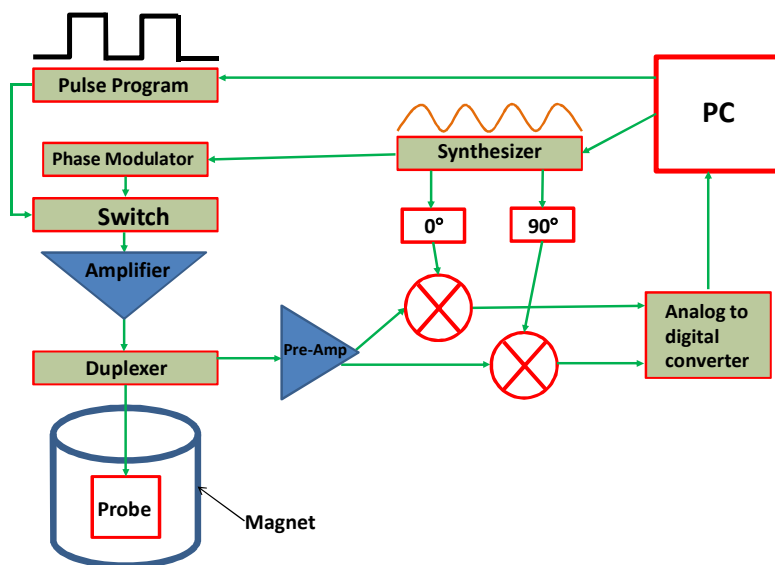 Pulse Program
PC
Synthesizer
Phase Modulator
Switch
0°
90°
Amplifier
Analog to
digital
converter
Pre-Amp
Duplexer
Probe
Magnet